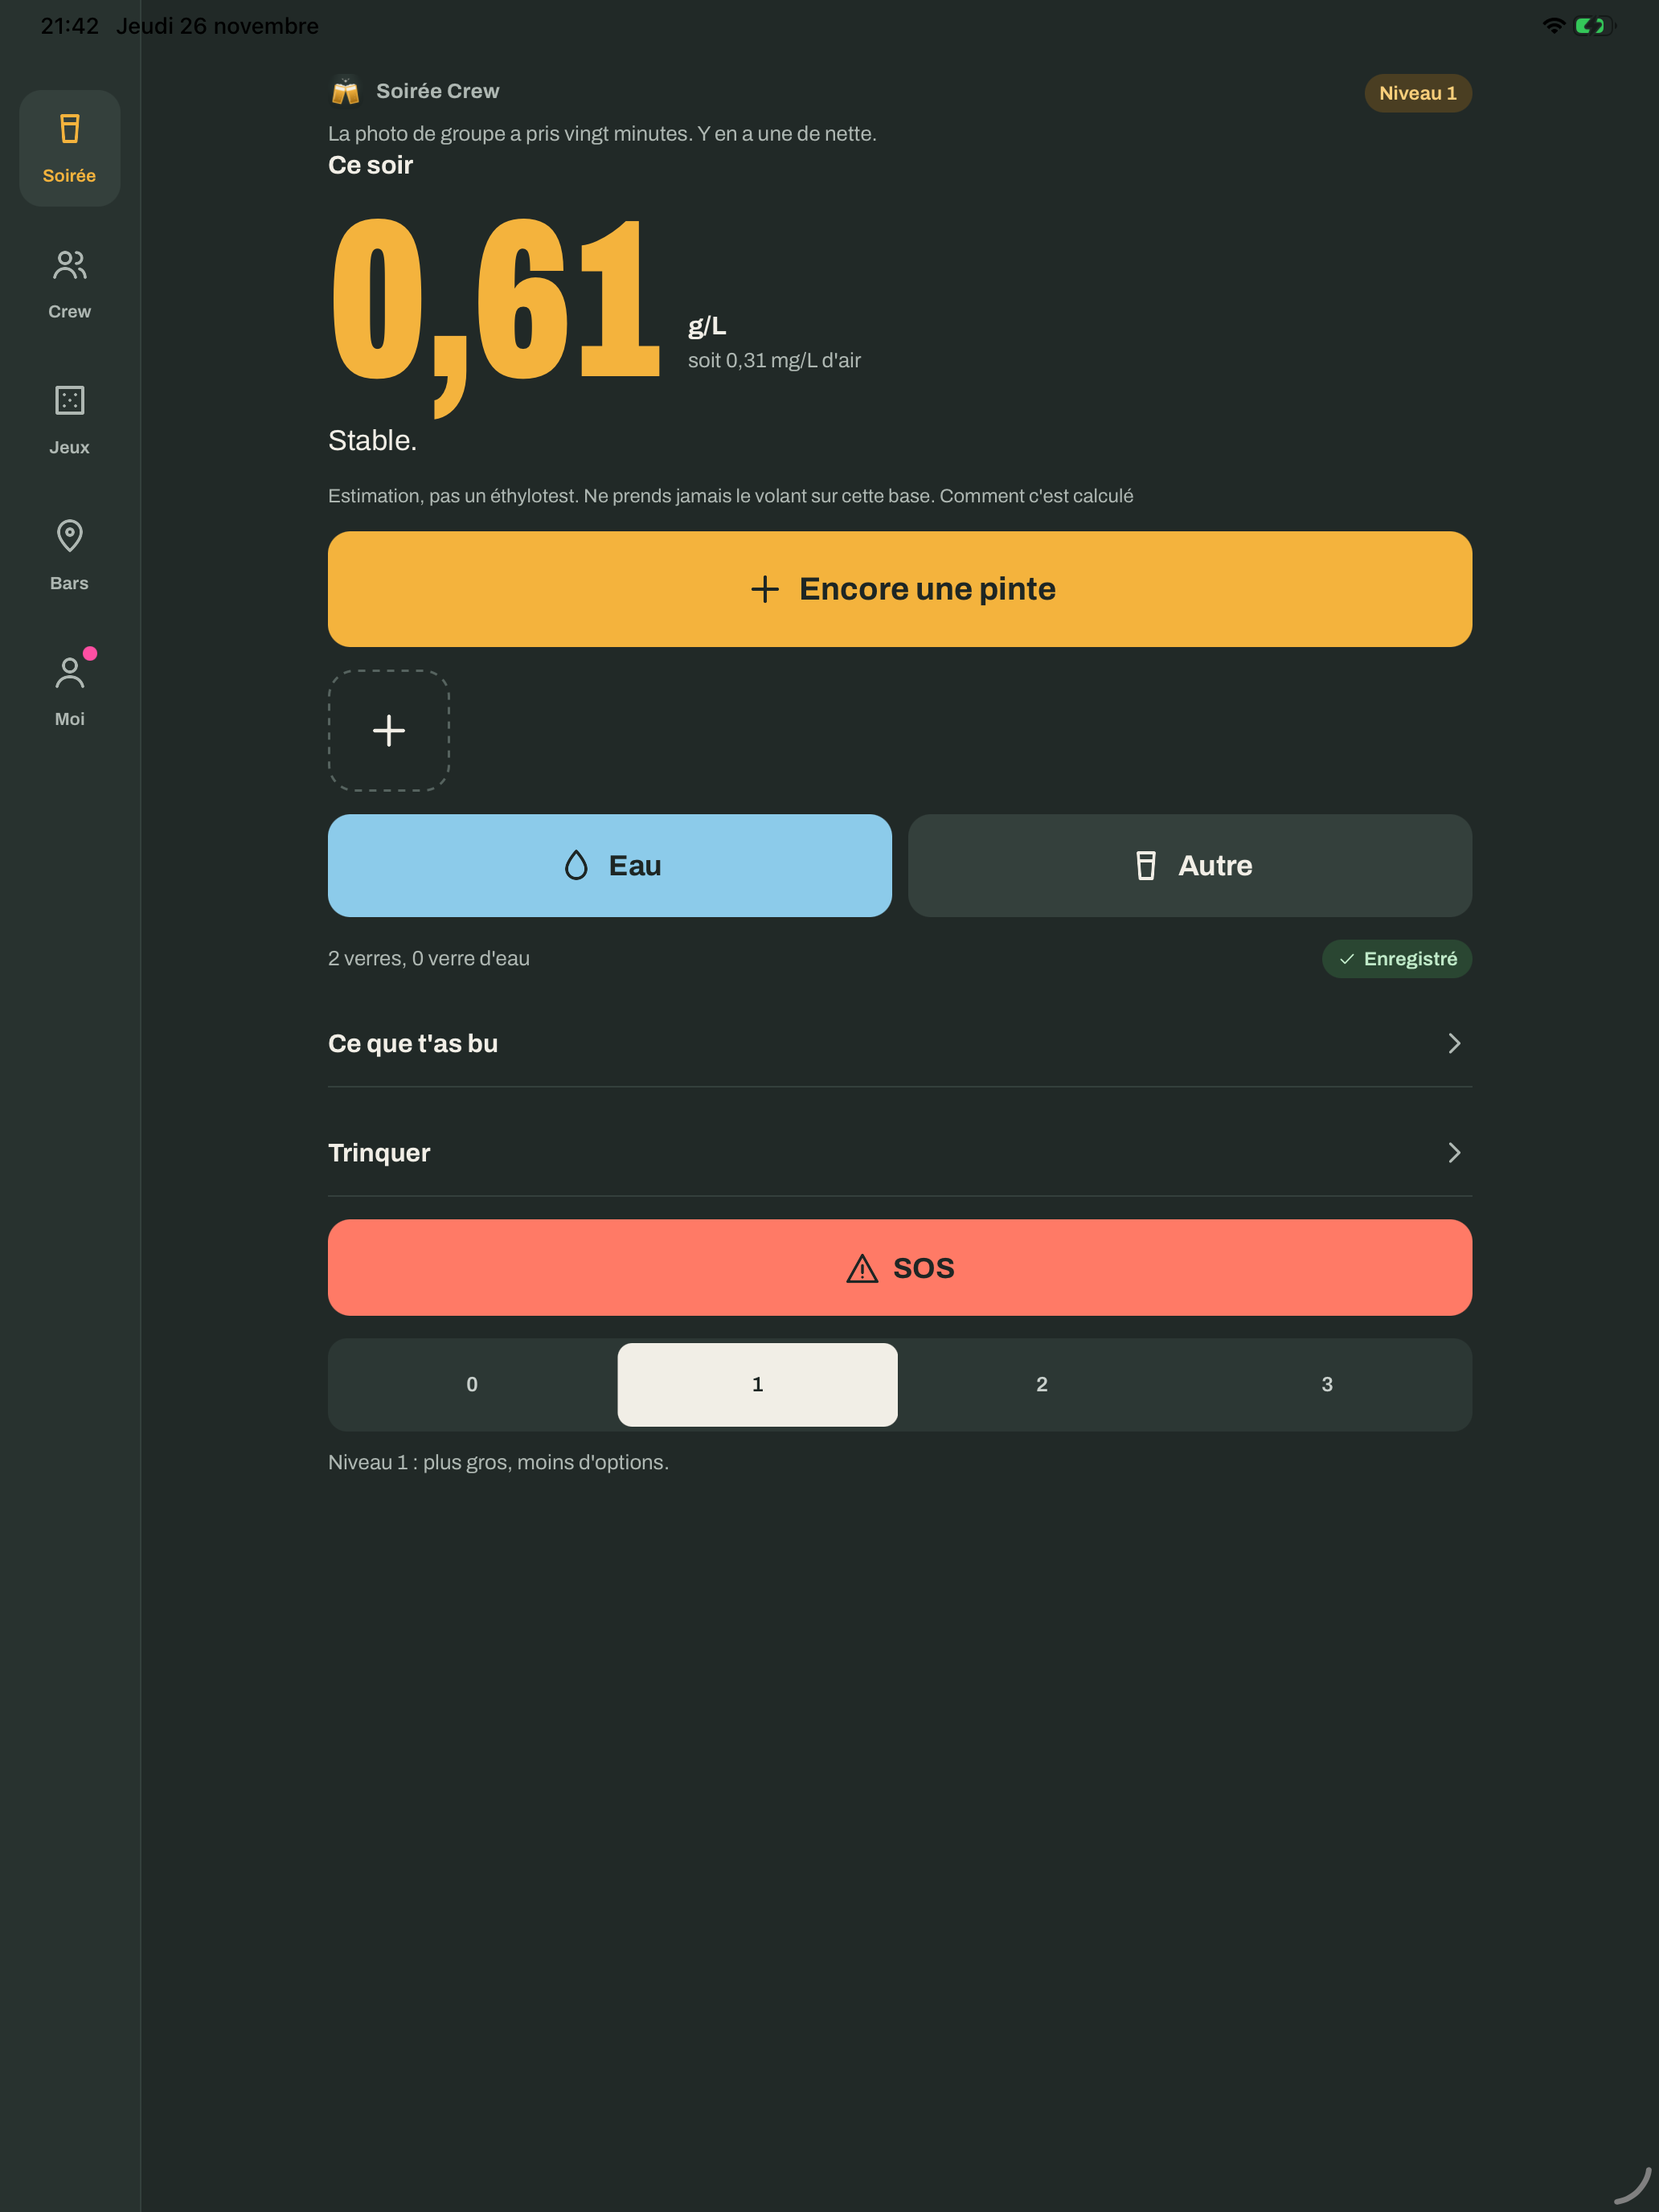 21:42 Jeudi 26 novembre
Soirée Crew
Niveau 1
La photo de groupe a pris vingt minutes. Y en a une de nette.
Ce soir
0,61
g/L
soit 0,31 mg/L d'air
Stable.
Estimation, pas un éthylotest. Ne prends jamais le volant sur cette base. Comment c'est calculé
Encore une pinte
Eau
Autre
2 verres, 0 verre d'eau
Enregistré
Ce que t'as bu
Trinquer
SOS
0
1
2
3
Niveau 1 : plus gros, moins d'options.
Soirée
Crew
Jeux
Bars
Moi